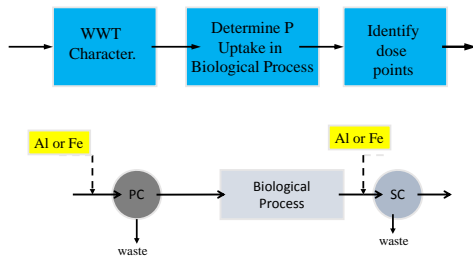 WWT
Character.
Determine P
Uptake in
Biological Process
Identify
dose
points
Al or Fe
Al or Fe
PC
Biological
Process
SC
waste
waste